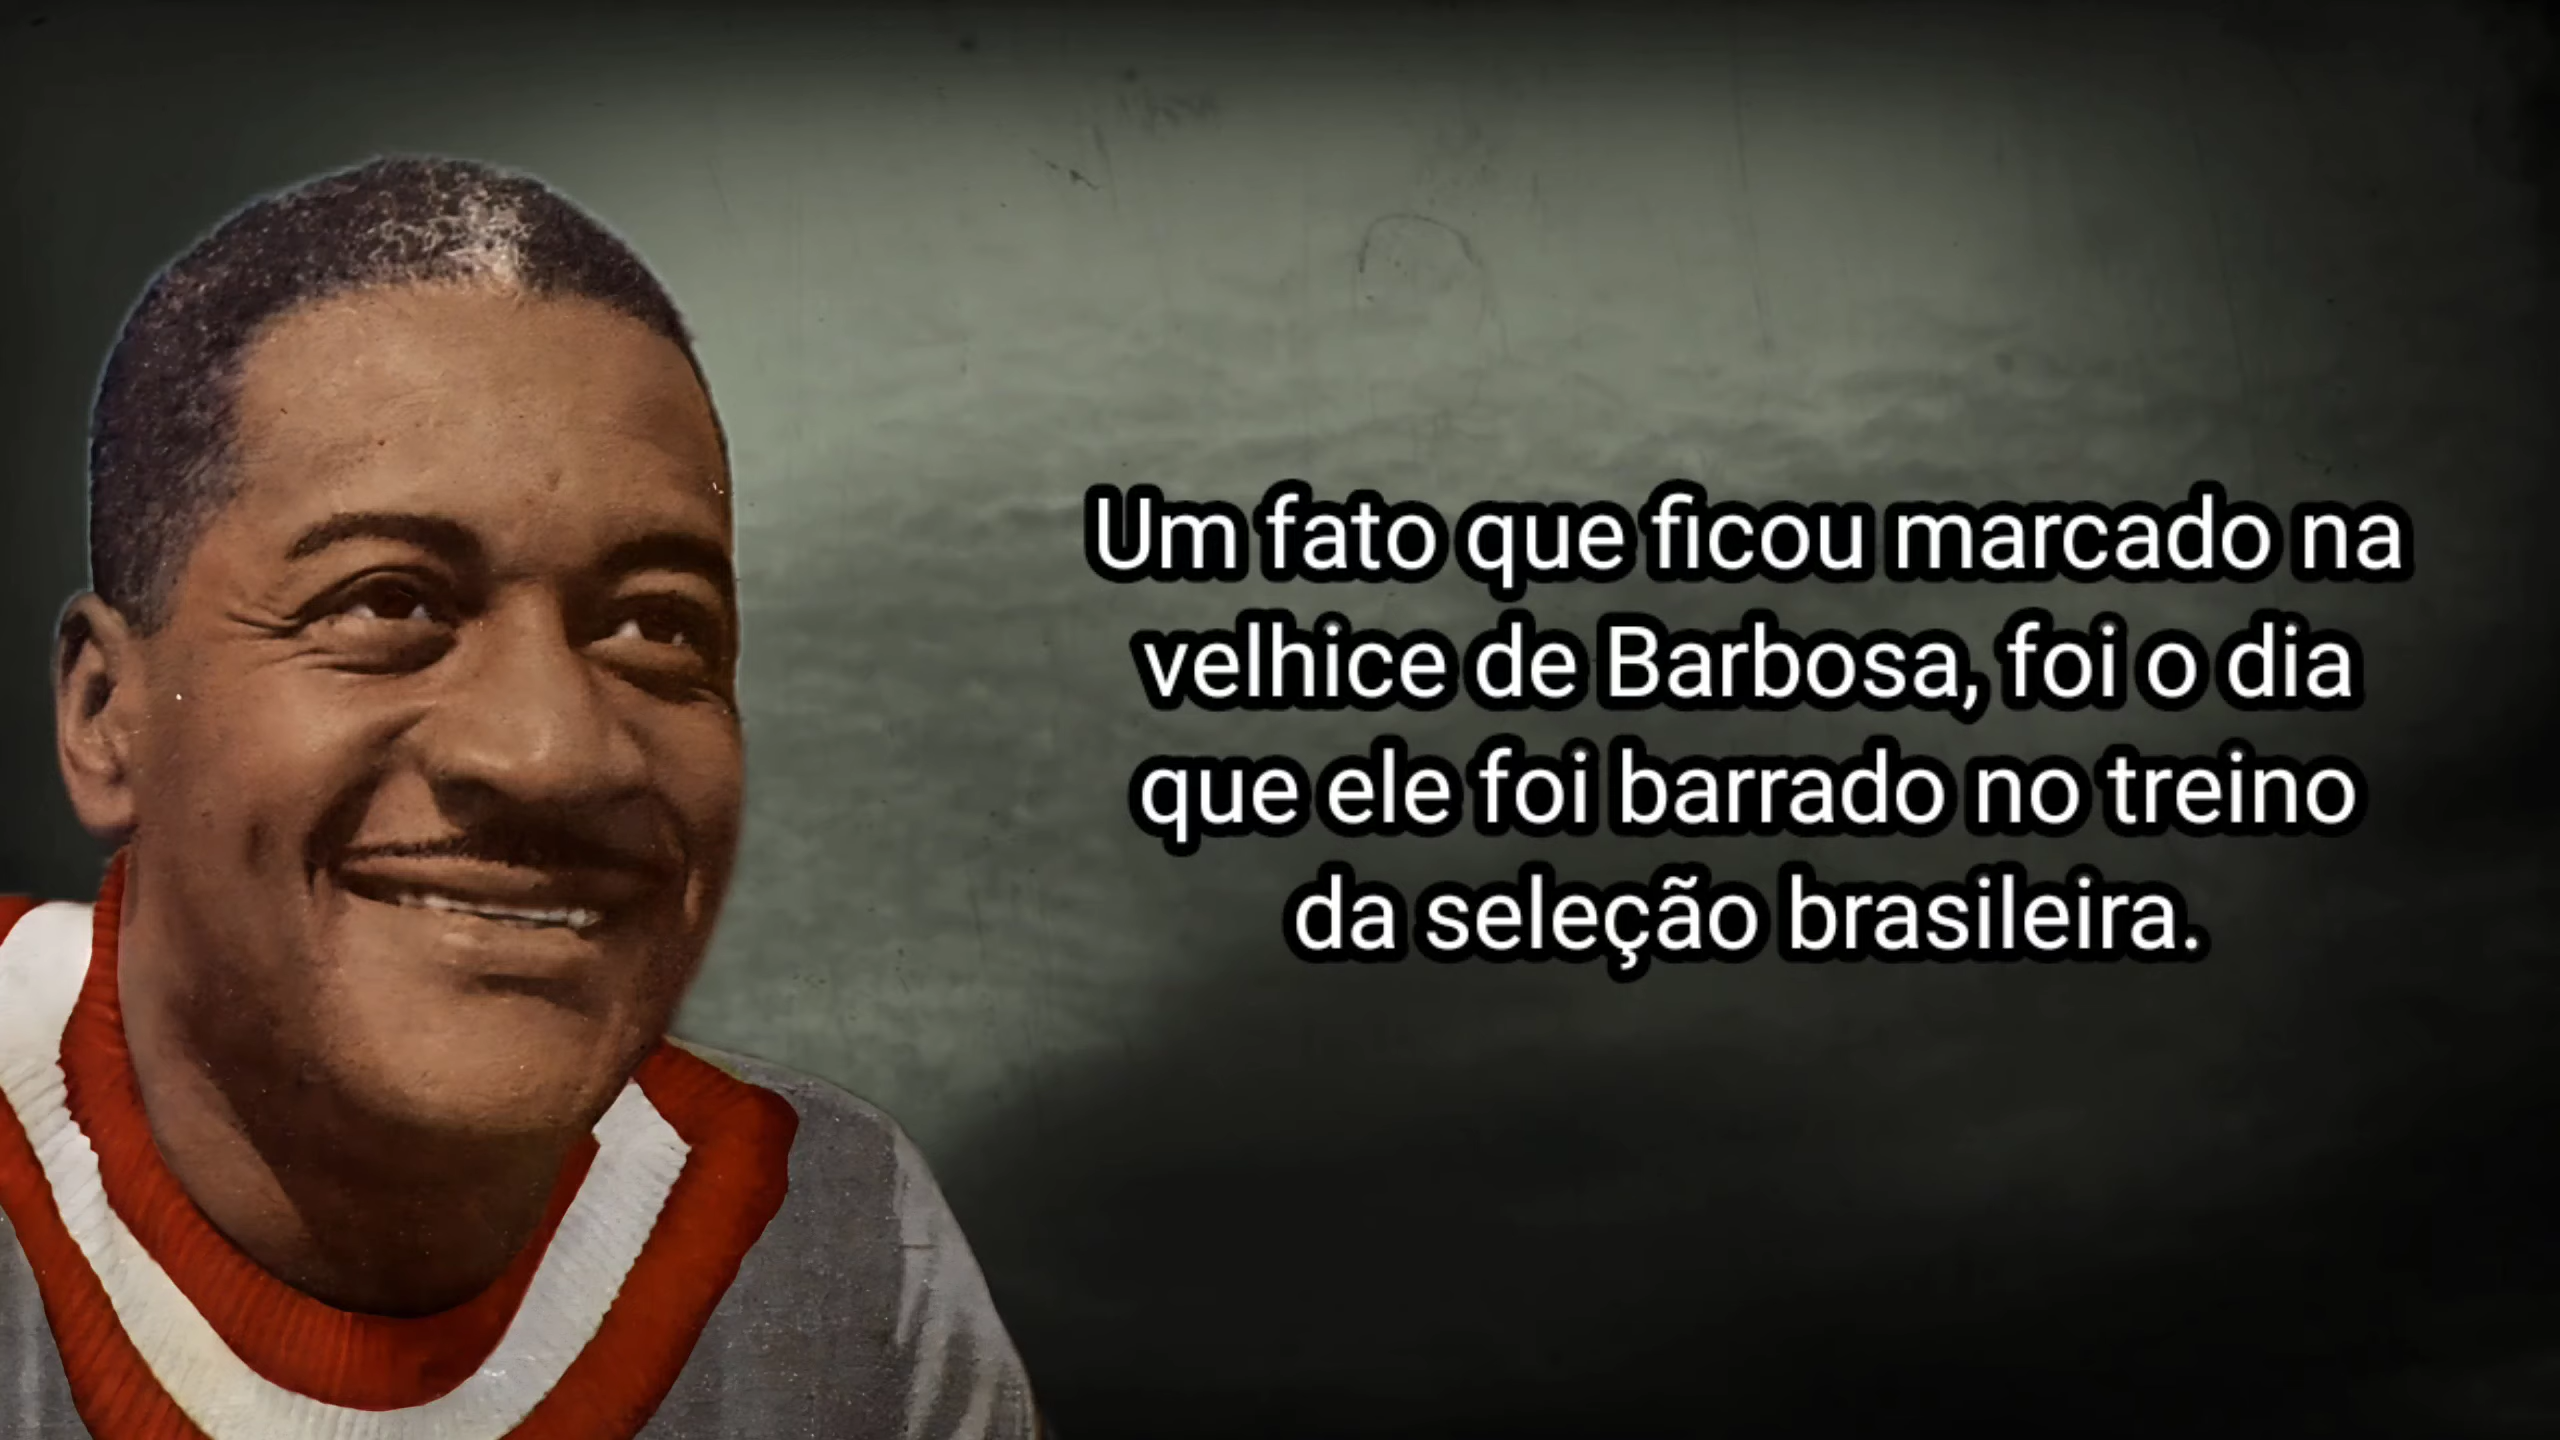 Um fato que ficou marcado na
velhice de Barbosa, foi o dia
que ele foi barrado no treino
da seleção brasileira.